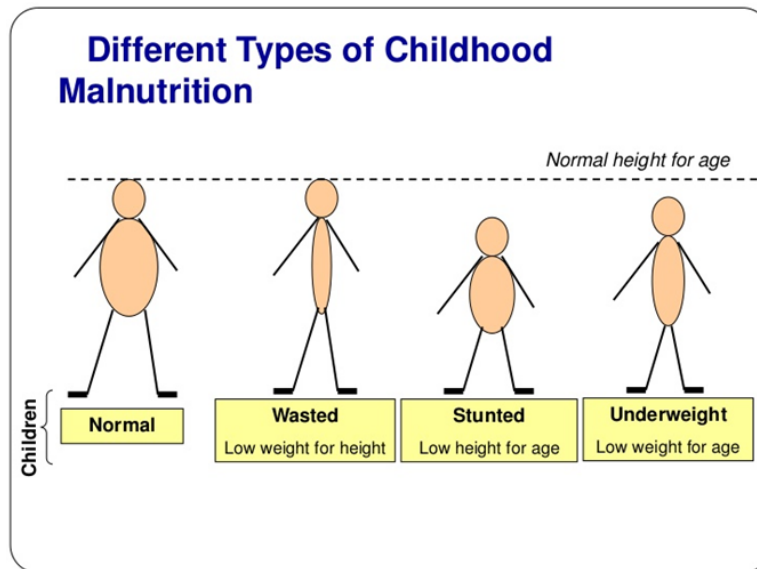 Different Types of Childhood
Malnutrition
Normal height for age
Children
Normal
Wasted
Low weight for height
Stunted
Low height for age
Underweight
Low weight for age